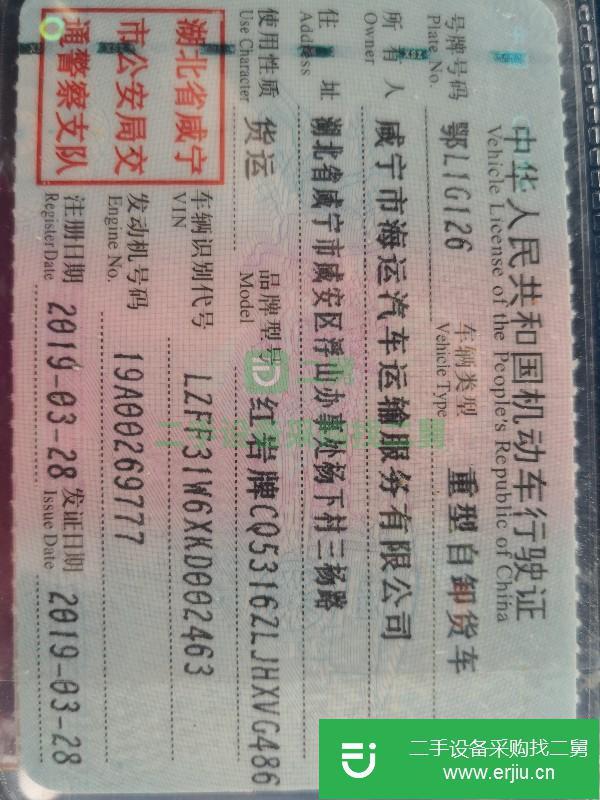 中华人民共和国机动车行驶证
Vehicle License of the People's Republic of China
号牌号码 鄂L1G126 车辆类型 重型自卸货车
Plate No. Vehicle Type
所有人 咸宁市海运汽车运输服务有限公司
Owner
住址 湖北省咸宁市咸安区浮山办事处杨下村三杨路
Address
使用性质 货运 品牌型号 红岩牌CQ5316ZLJHXVG486
Use Character Model
湖北省咸宁
市公安局交
通警察支队
车辆识别代号 LZFF31W6XKD002463
VIN
发动机号码 19A00269777
Engine No.
注册日期 2019-03-28 发证日期 2019-03-28
Register Date Issue Date
二手设备采购找二舅
www.erjiu.cn